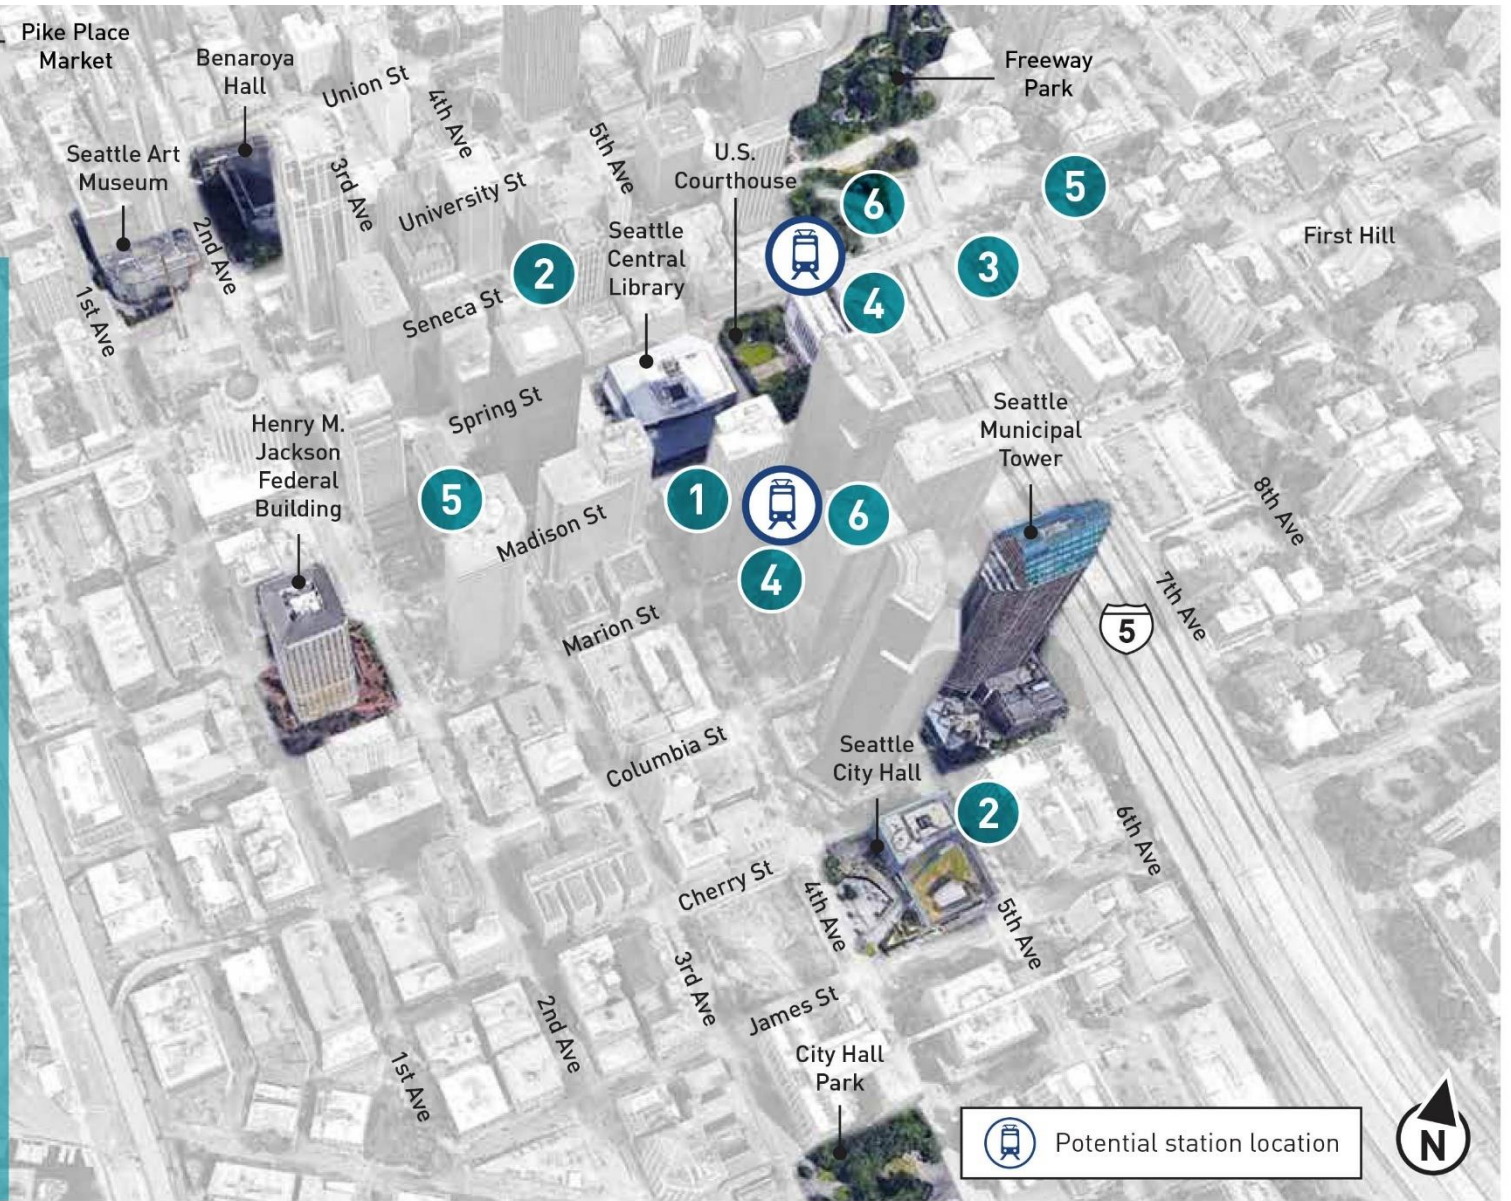 Pike Place
Market
Benaroya
Hall
Union St
4th Ave
5th Ave
Freeway
Park
Seattle Art
Museum
3rd Ave
University St
U.S.
Courthouse
6
5
2nd Ave
Seattle
Central
Library
First Hill
1st Ave
Seneca St
2
3
4
Spring St
Henry M.
Jackson
Federal
Building
Seattle
Municipal
Tower
5
Madison St
1
6
8th Ave
4
Marion St
5
7th Ave
Columbia St
Seattle
City Hall
2
6th Ave
Cherry St
4th Ave
5th Ave
3rd Ave
2nd Ave
James St
1st Ave
City Hall
Park
Potential station location
N